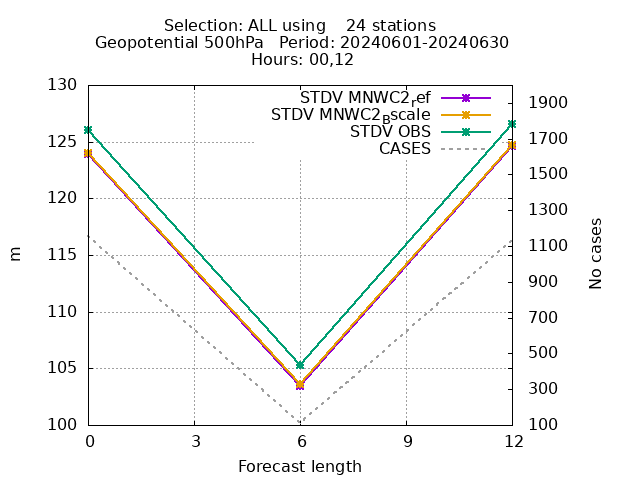 Selection: ALL using    24 stations
Geopotential 500hPa   Period: 20240601-20240630
Hours: 00,12
STDV MNWC2_ref
STDV MNWC2_Bscale
STDV OBS
CASES
130
125
120
115
110
105
100
m
1900
1700
1500
1300
1100
900
700
500
300
100
No cases
0 3 6 9 12
Forecast length